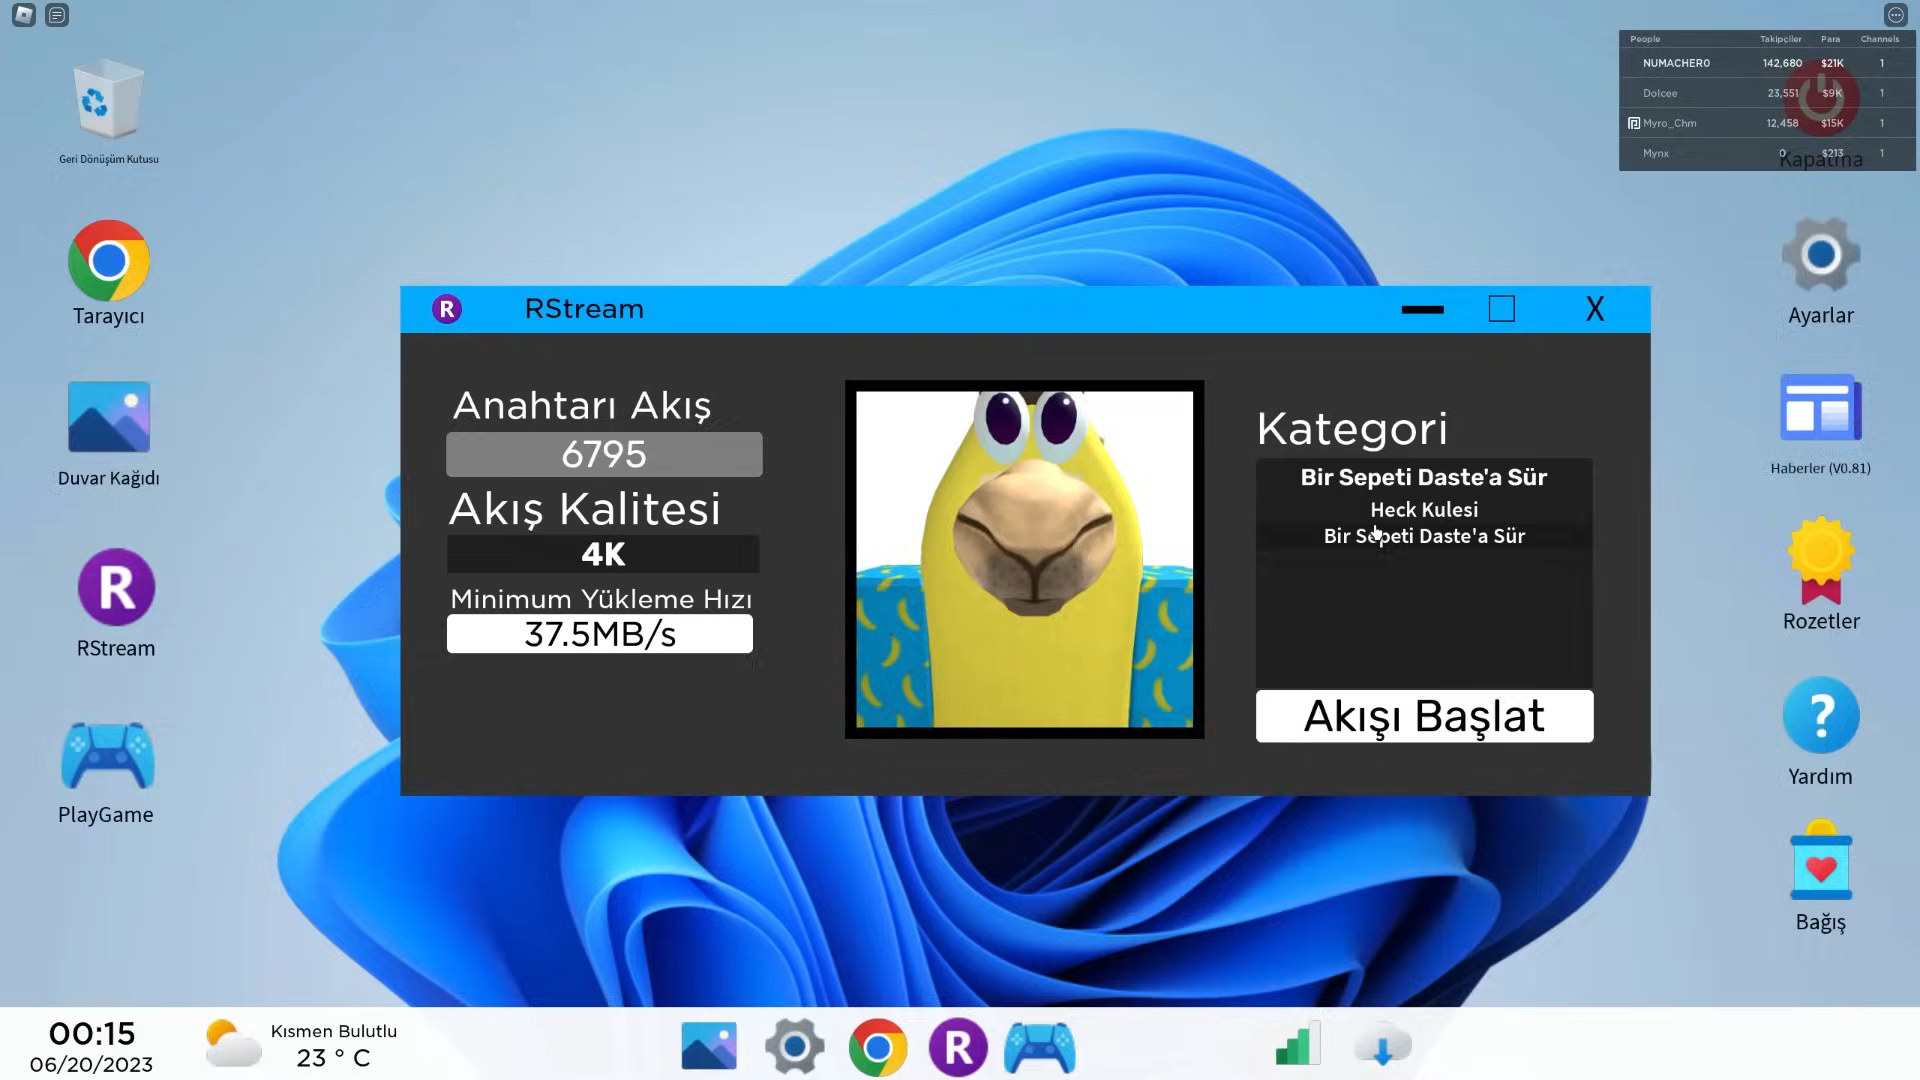 People Takipçiler Para Channels
NUMACHER0 142,680 $21K 1
Dolcee 23,551 $9K 1
Myro_Chm 12,458 $15K 1
Mynx 0 $213 1
Kapatma
Geri Dönüşüm Kutusu
Tarayıcı
Duvar Kağıdı
R
RStream
PlayGame
R RStream X
Anahtarı Akış
6795
Akış Kalitesi
4K
Minimum Yükleme Hızı
37.5MB/s
Kategori
Bir Sepeti Daste'a Sür
Heck Kulesi
Bir Sepeti Daste'a Sür
Akışı Başlat
Ayarlar
Haberler (V0.81)
Rozetler
?
Yardım
Bağış
00:15
06/20/2023
Kısmen Bulutlu
23 ° C
R